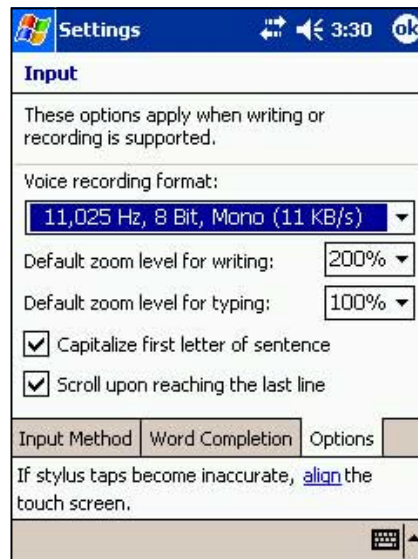 Settings 3:30 ok
Input
These options apply when writing or
recording is supported.
Voice recording format:
11,025 Hz, 8 Bit, Mono (11 KB/s)
Default zoom level for writing: 200%
Default zoom level for typing: 100%
Capitalize first letter of sentence
Scroll upon reaching the last line
Input Method Word Completion Options
If stylus taps become inaccurate, align the
touch screen.